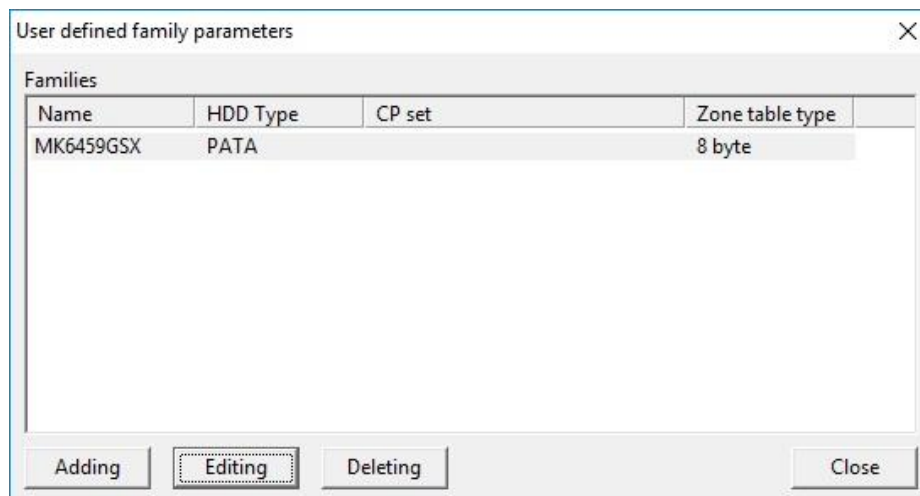 User defined family parameters
Families
Name HDD Type CP set Zone table type
MK6459GSX PATA 8 byte
Adding Editing Deleting Close